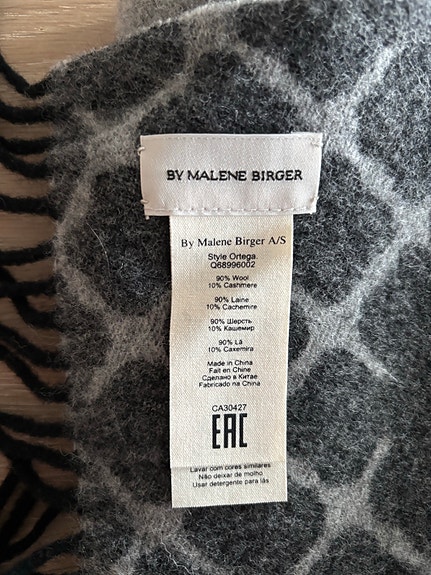 BY MALENE BIRGER
By Malene Birger A/S
Style Ortega
Q68996002
90% Wool
10% Cashmere
90% Laine
10% Cachemire
90% Шерсть
10% Кашемир
90% Lã
10% Caxemira
Made in China
Fait en Chine
Сделано в Китае
Fabricado na China
CA30427
EAC
Lavar com cores similares
Não deixar de molho
Usar detergente para lãs